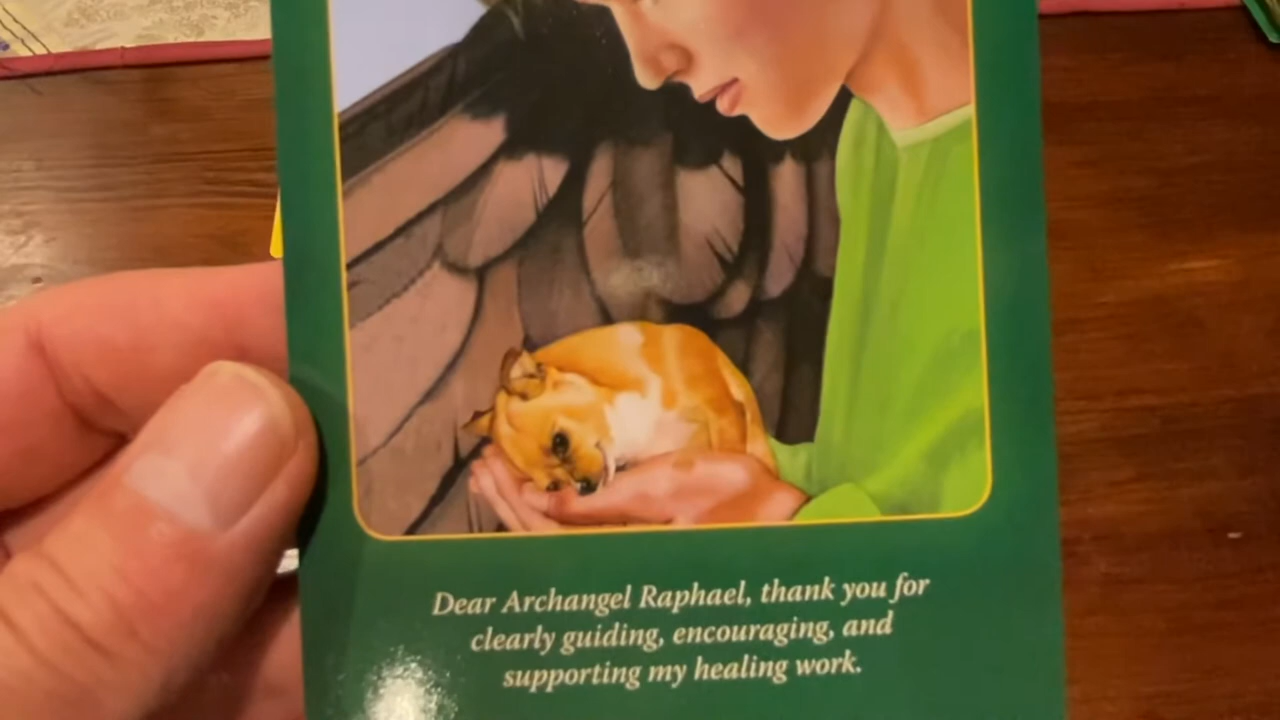 Dear Archangel Raphael, thank you for
clearly guiding, encouraging, and
supporting my healing work.